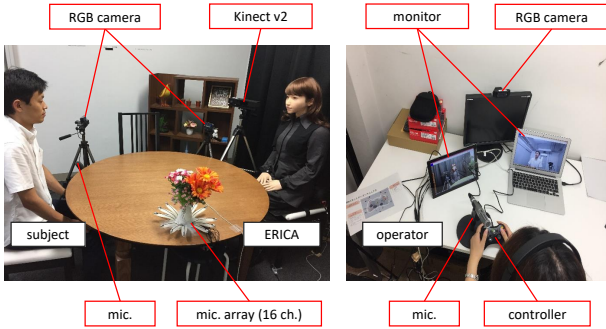 RGB camera
Kinect v2
monitor
RGB camera
subject
ERICA
operator
mic.
mic. array (16 ch.)
mic.
controller